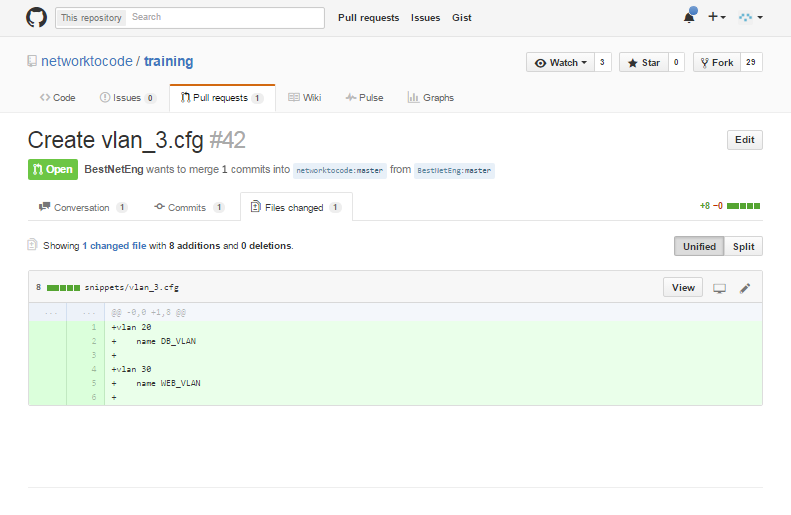 This repository Search Pull requests Issues Gist
networktocode / training Watch 3 Star 0 Fork 29
Code Issues 0 Pull requests 1 Wiki Pulse Graphs
Create vlan_3.cfg #42 Edit
Open BestNetEng wants to merge 1 commits into networktocode:master from BestNetEng:master
Conversation 1 Commits 1 Files changed 1 +8 −0
Showing 1 changed file with 8 additions and 0 deletions. Unified Split
8 snippets/vlan_3.cfg View
... ... @@ -0,0 +1,8 @@
1 +vlan 20
2 + name DB_VLAN
3 +
4 +vlan 30
5 + name WEB_VLAN
6 +